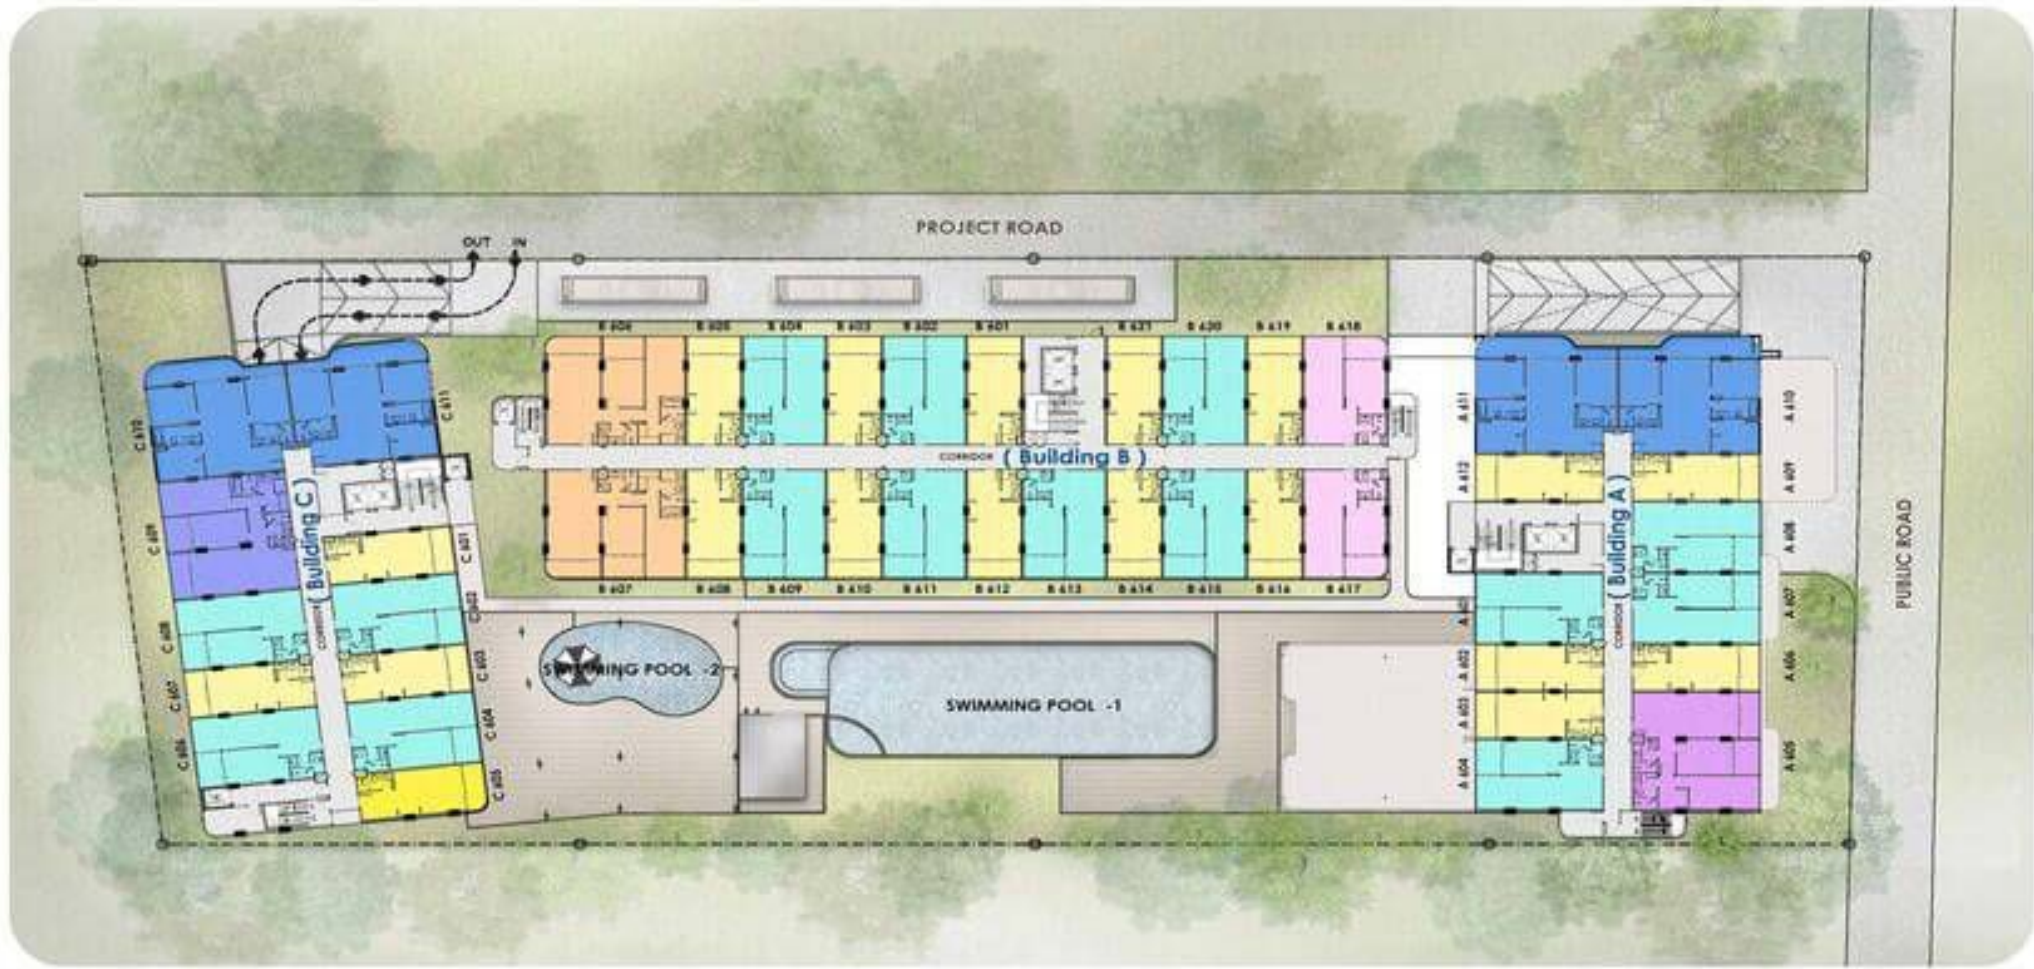 PROJECT ROAD
OUT IN
B 606 B 605 B 604 B 603 B 602 B 601 B 621 B 620 B 619 B 618
CORRIDOR ( Building B )
B 607 B 608 B 609 B 610 B 611 B 612 B 613 B 614 B 615 B 616 B 617
C 610
C 611
C 609
C 601
C 608
C 602
C 607
C 603
C 606
C 604
C 605
CORRIDOR ( Building C )
SWIMMING POOL -2
SWIMMING POOL -1
A 611
A 610
A 612
A 609
A 608
A 601
A 607
A 602
A 606
A 603
A 604
A 605
CORRIDOR ( Building A )
PUBLIC ROAD